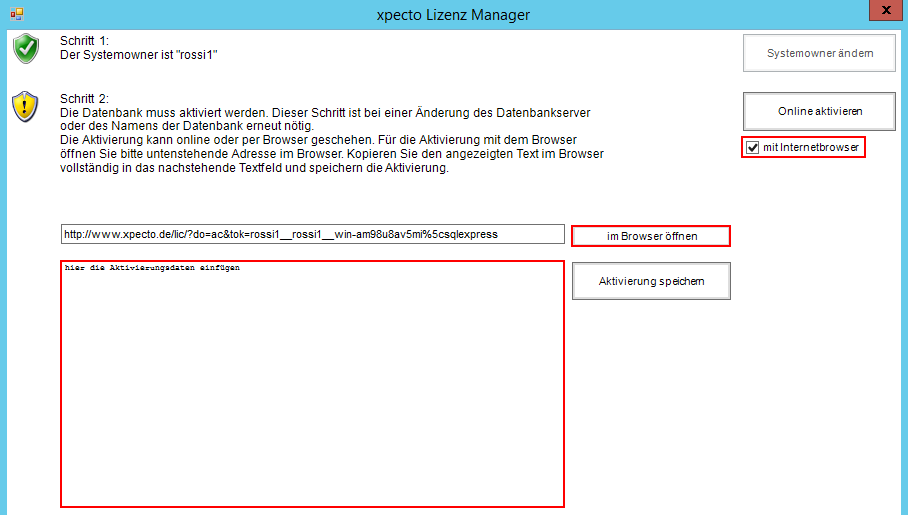 xpecto Lizenz Manager
Schritt 1:
Der Systemowner ist "rossi1"
Systemowner ändern
Schritt 2:
Die Datenbank muss aktiviert werden. Dieser Schritt ist bei einer Änderung des Datenbankserver
oder des Namens der Datenbank erneut nötig.
Die Aktivierung kann online oder per Browser geschehen. Für die Aktivierung mit dem Browser
öffnen Sie bitte untenstehende Adresse im Browser. Kopieren Sie den angezeigten Text im Browser
vollständig in das nachstehende Textfeld und speichern die Aktivierung.
Online aktivieren
mit Internetbrowser
http://www.xpecto.de/lic/?do=ac&tok=rossi1__rossi1__win-am98u8av5mi%5csqlexpress
im Browser öffnen
hier die Aktivierungsdaten einfügen
Aktivierung speichern